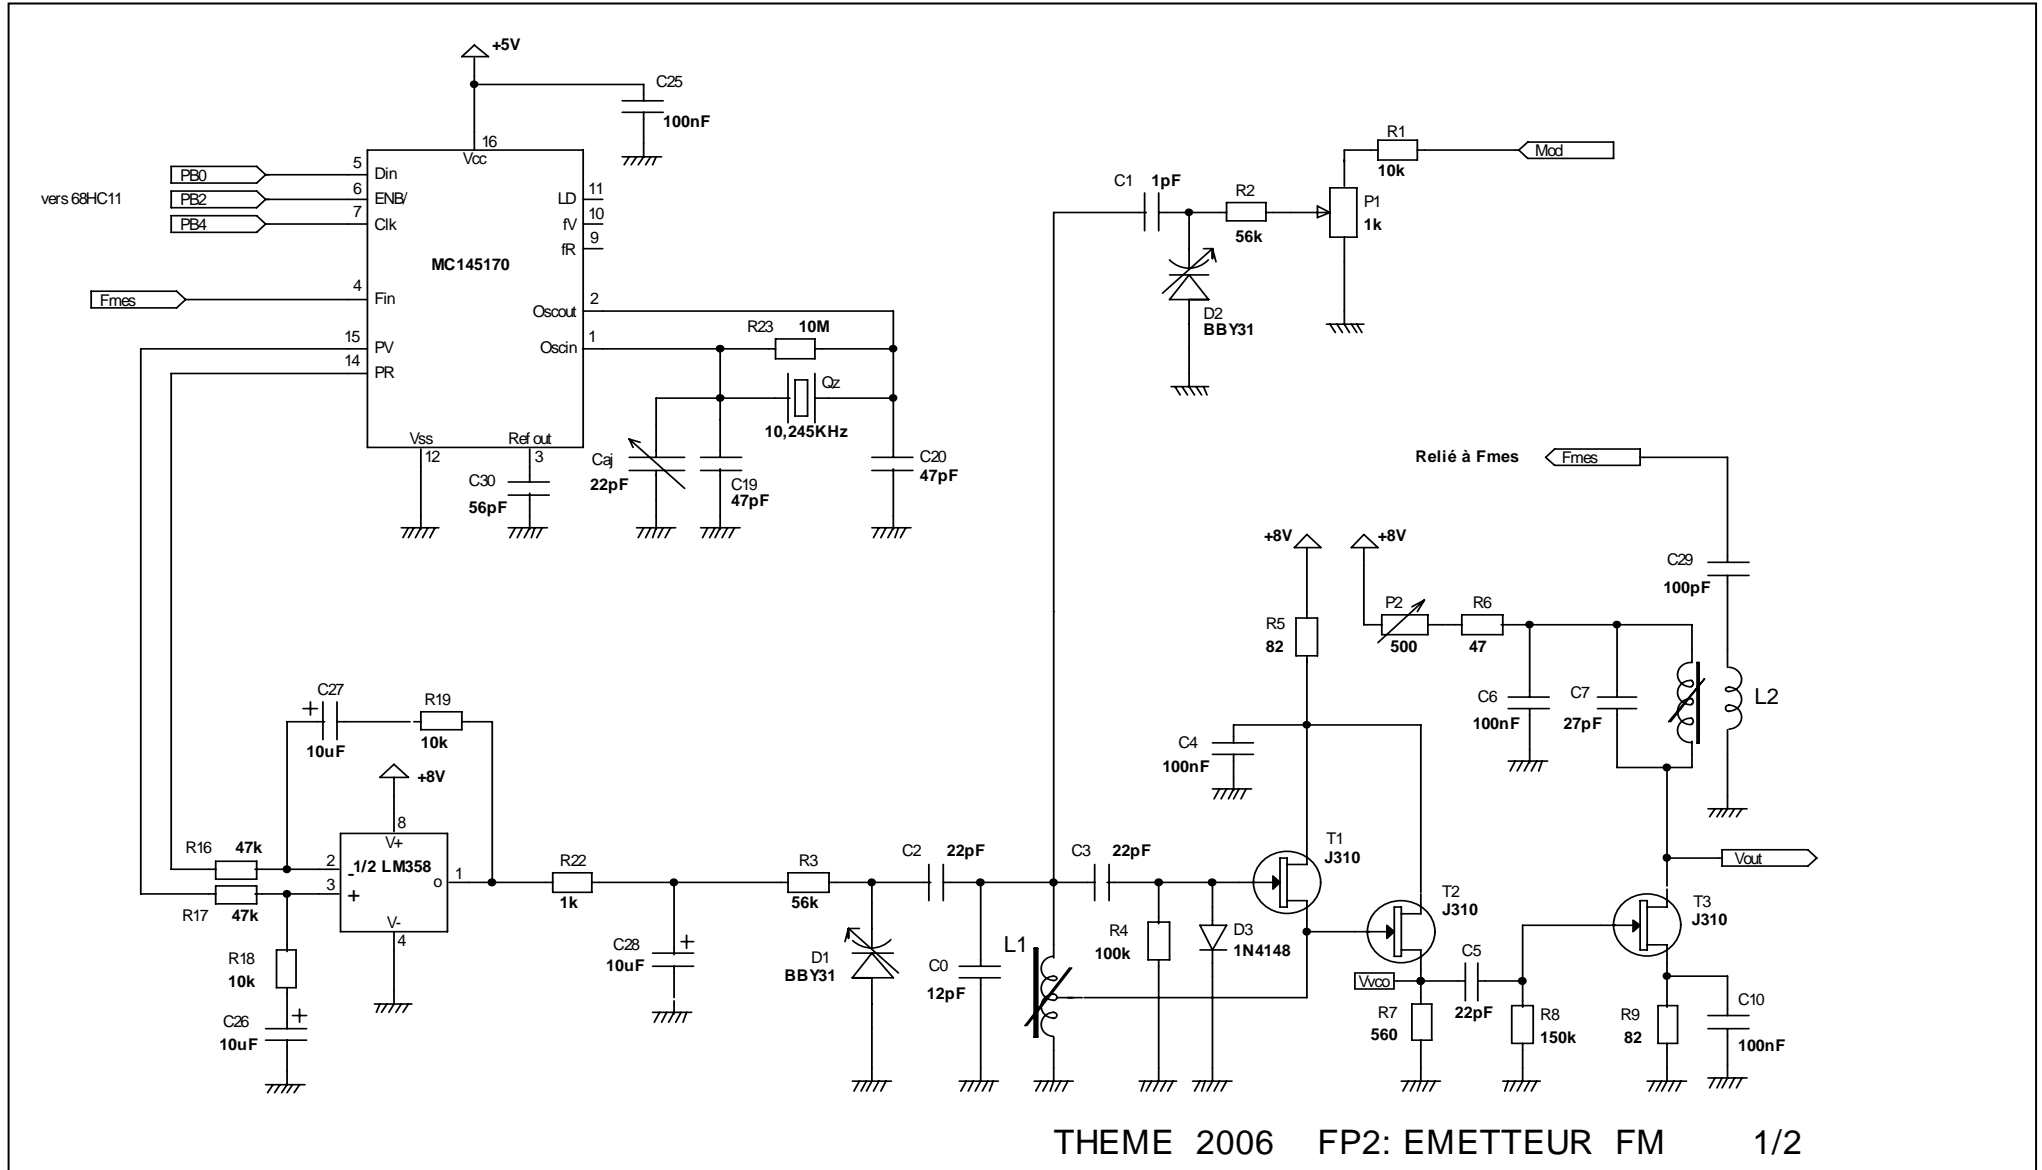 +5V
C25
100nF
16
Vcc
PB0
5
Din
vers 68HC11
PB2
6
ENB/
PB4
7
Clk
LD
11
fV
10
fR
9
MC145170
Fmes
4
Fin
Oscout
2
15
PV
14
PR
Oscin
1
R23
10M
Qz
10,245KHz
Vss
12
Ref out
3
C30
56pF
Caj
22pF
C19
47pF
C20
47pF
R1
10k
Mod
C1
1pF
R2
56k
P1
1k
D2
BBY31
Relié à Fmes
Fmes
+8V
+8V
C29
100pF
R5
82
P2
500
R6
47
C6
100nF
C7
27pF
L2
C4
100nF
C27
+
10uF
R19
10k
+8V
8
V+
R16
47k
2
-
1/2 LM358
3
+
o
1
R17
47k
V-
4
R18
10k
C26
+
10uF
R22
1k
C28
+
10uF
R3
56k
D1
BBY31
C2
22pF
C0
12pF
L1
C3
22pF
R4
100k
D3
1N4148
T1
J310
T2
J310
Vvco
R7
560
C5
22pF
R8
150k
T3
J310
Vout
R9
82
C10
100nF
THEME 2006 FP2: EMETTEUR FM 1/2